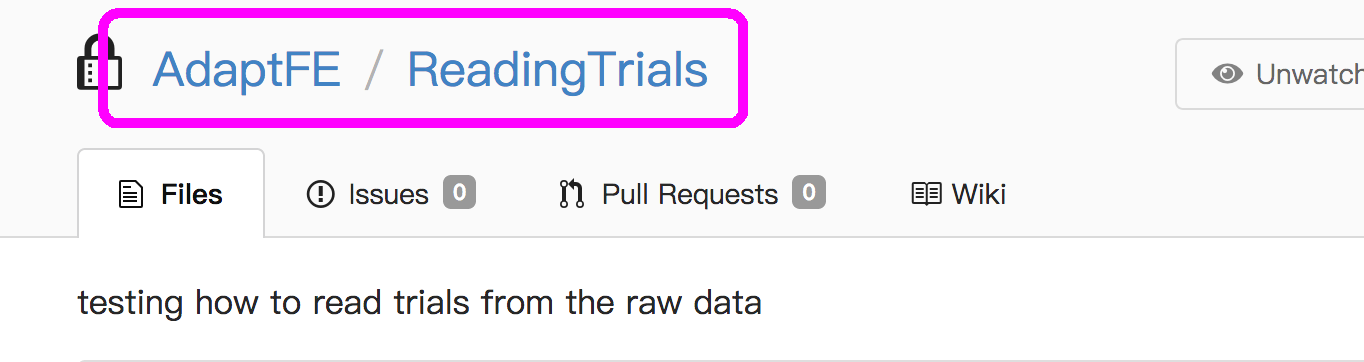 AdaptFE / ReadingTrials
Unwatch
Files Issues 0 Pull Requests 0 Wiki
testing how to read trials from the raw data